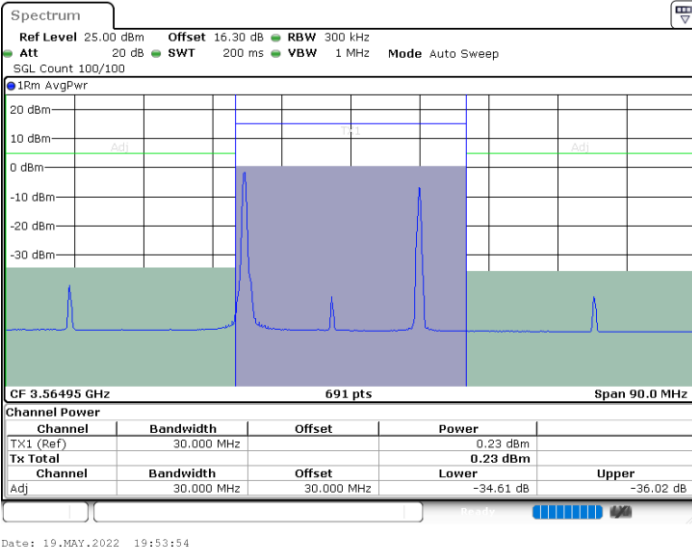 Spectrum
Ref Level 25.00 dBm Offset 16.30 dB RBW 300 kHz
Att 20 dB SWT 200 ms VBW 1 MHz Mode Auto Sweep
SGL Count 100/100
1Rm AvgPwr
20 dBm
TX1
10 dBm
Adj Adj
0 dBm
-10 dBm
-20 dBm
-30 dBm
CF 3.56495 GHz 691 pts Span 90.0 MHz
Channel Power
Channel Bandwidth Offset Power
TX1 (Ref) 30.000 MHz 0.23 dBm
Tx Total 0.23 dBm
Channel Bandwidth Offset Lower Upper
Adj 30.000 MHz 30.000 MHz -34.61 dB -36.02 dB
Ready
Date: 19.MAY.2022 19:53:54